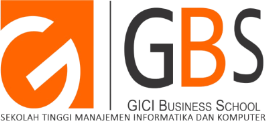 GBS
GICI BUSINESS SCHOOL
SEKOLAH TINGGI MANAJEMEN INFORMATIKA DAN KOMPUTER